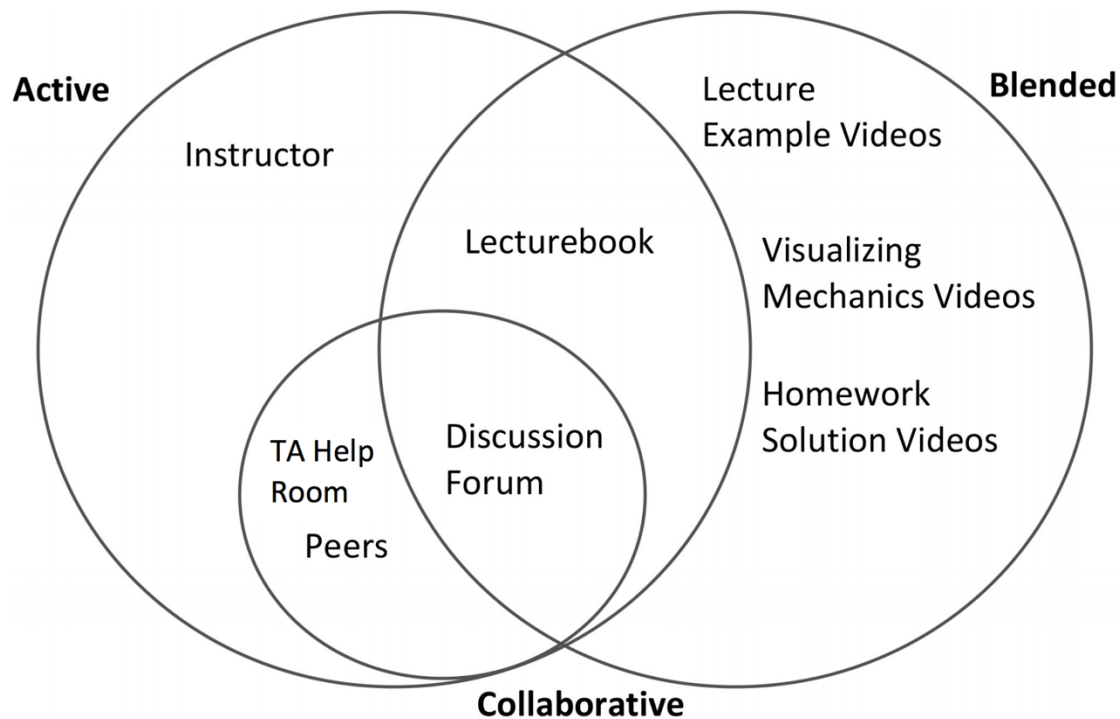 Active
Blended
Instructor
Lecture
Example Videos
Lecturebook
Visualizing
Mechanics Videos
Homework
Solution Videos
TA Help
Room
Peers
Discussion
Forum
Collaborative